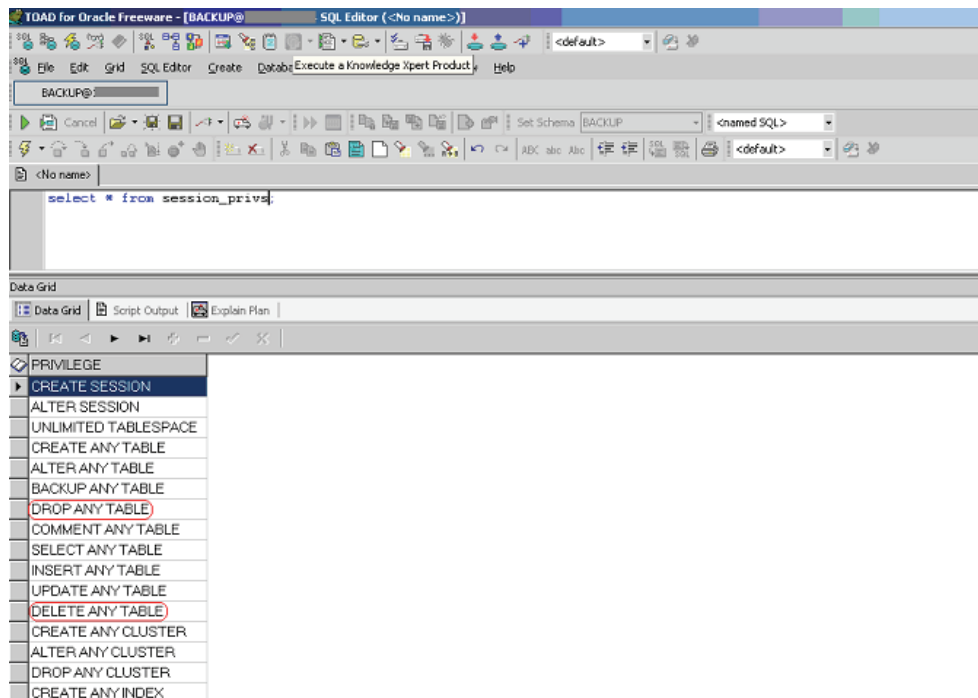 TOAD for Oracle Freeware - [BACKUP@ - SQL Editor (<No name>)]
<default>
File Edit Grid SQL Editor Create Databa Execute a Knowledge Xpert Product Help
BACKUP@
Cancel Set Schema BACKUP <named SQL>
ABC abc Abc <default>
<No name>
select * from session_privs;
Data Grid
Data Grid Script Output Explain Plan
PRIVILEGE
CREATE SESSION
ALTER SESSION
UNLIMITED TABLESPACE
CREATE ANY TABLE
ALTER ANY TABLE
BACKUP ANY TABLE
DROP ANY TABLE
COMMENT ANY TABLE
SELECT ANY TABLE
INSERT ANY TABLE
UPDATE ANY TABLE
DELETE ANY TABLE
CREATE ANY CLUSTER
ALTER ANY CLUSTER
DROP ANY CLUSTER
CREATE ANY INDEX